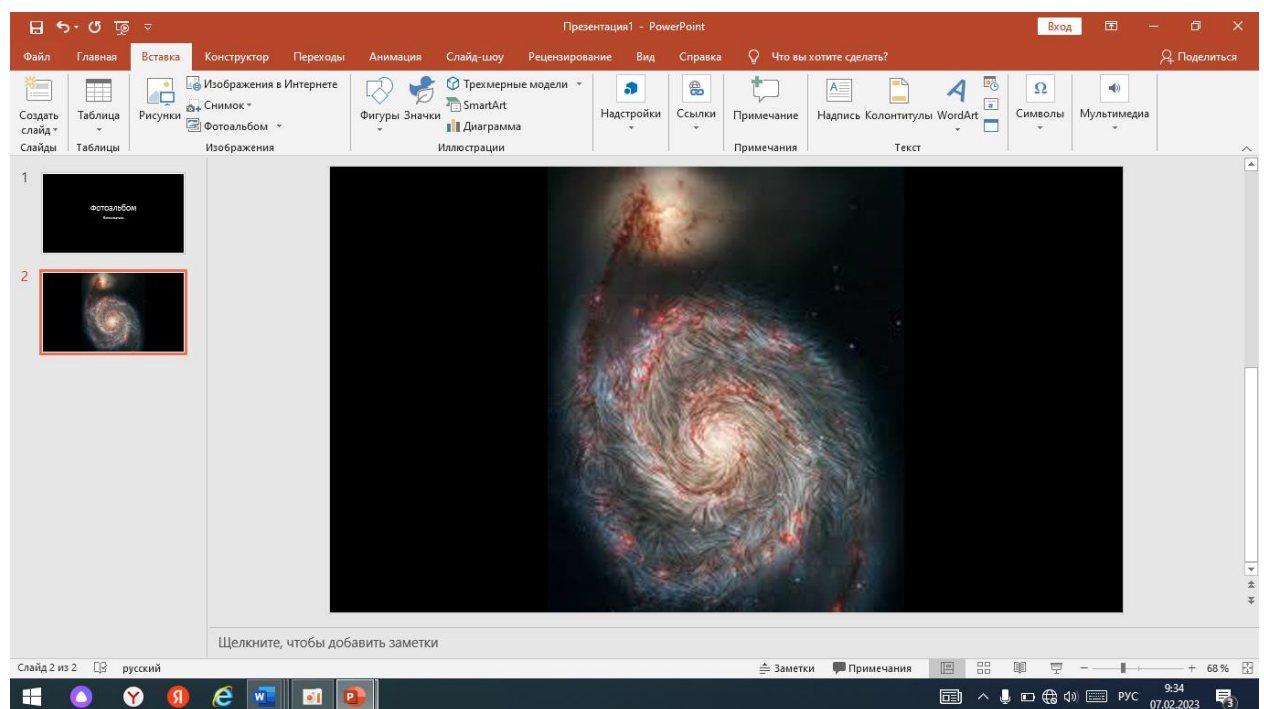 Презентация1 - PowerPoint
Вход
Файл Главная Вставка Конструктор Переходы Анимация Слайд-шоу Рецензирование Вид Справка Что вы хотите сделать? Поделиться
Создать слайд
Таблица
Рисунки
Изображения в Интернете
Снимок
Фотоальбом
Фигуры Значки
Трехмерные модели
SmartArt
Диаграмма
Надстройки
Ссылки
Примечание
Надпись Колонтитулы WordArt
Символы
Мультимедиа
Слайды Таблицы Изображения Иллюстрации Примечания Текст
1
Фотоальбом
2
Щелкните, чтобы добавить заметки
Слайд 2 из 2 русский Заметки Примечания 68 %
РУС 9:34
07.02.2023 3